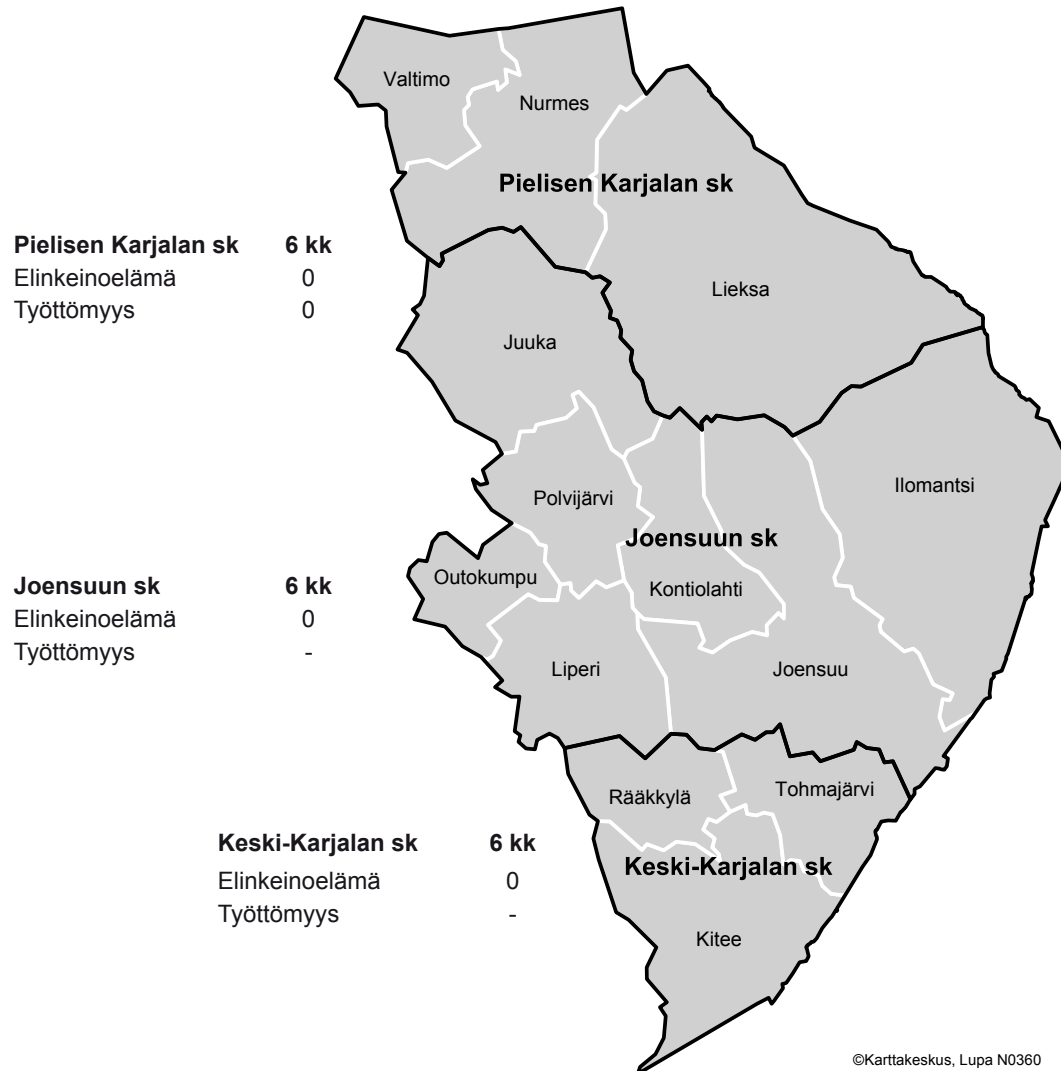 Valtimo
Nurmes
Pielisen Karjalan sk
Lieksa
Pielisen Karjalan sk 6 kk
Elinkeinoelämä 0
Työttömyys 0
Juuka
Ilomantsi
Polvijärvi
Joensuun sk
Outokumpu
Kontiolahti
Joensuun sk 6 kk
Elinkeinoelämä 0
Työttömyys -
Liperi
Joensuu
Rääkkylä
Tohmajärvi
Keski-Karjalan sk
Kitee
Keski-Karjalan sk 6 kk
Elinkeinoelämä 0
Työttömyys -
©Karttakeskus, Lupa N0360